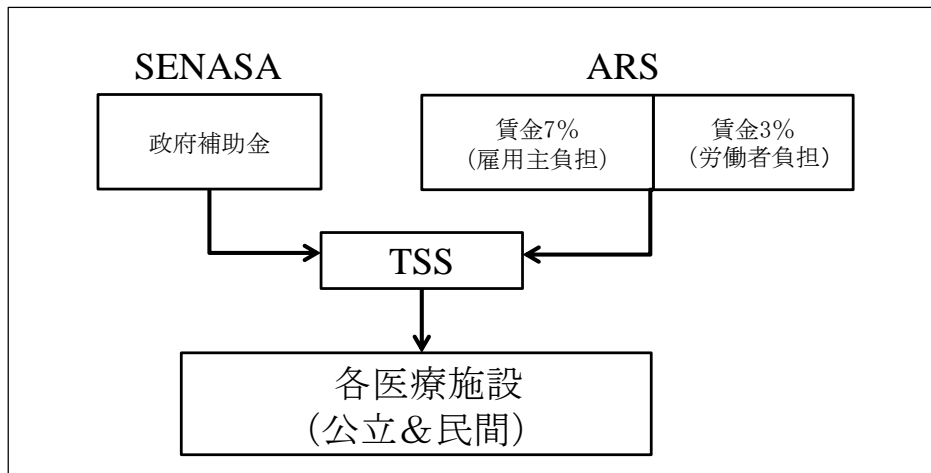 SENASA
ARS
政府補助金
賃金7%
(雇用主負担)
賃金3%
(労働者負担)
TSS
各医療施設
(公立&民間)